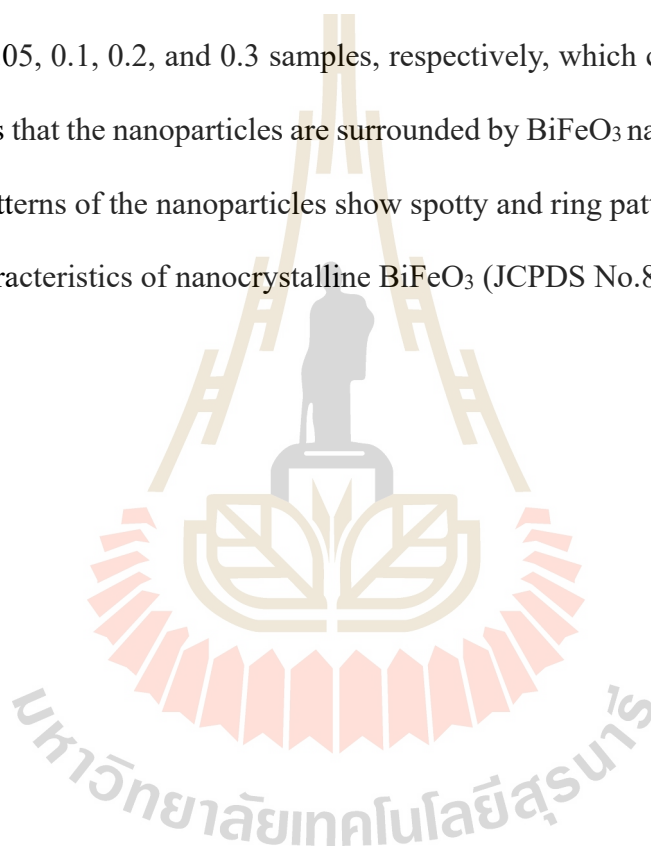 05, 0.1, 0.2, and 0.3 samples, respectively, which
s that the nanoparticles are surrounded by BiFeO₃
tterns of the nanoparticles show spotty and ring
racteristics of nanocrystalline BiFeO₃ (JCPDS No.8
มหาวิทยาลัยเทคโนโลยีสุรนารี